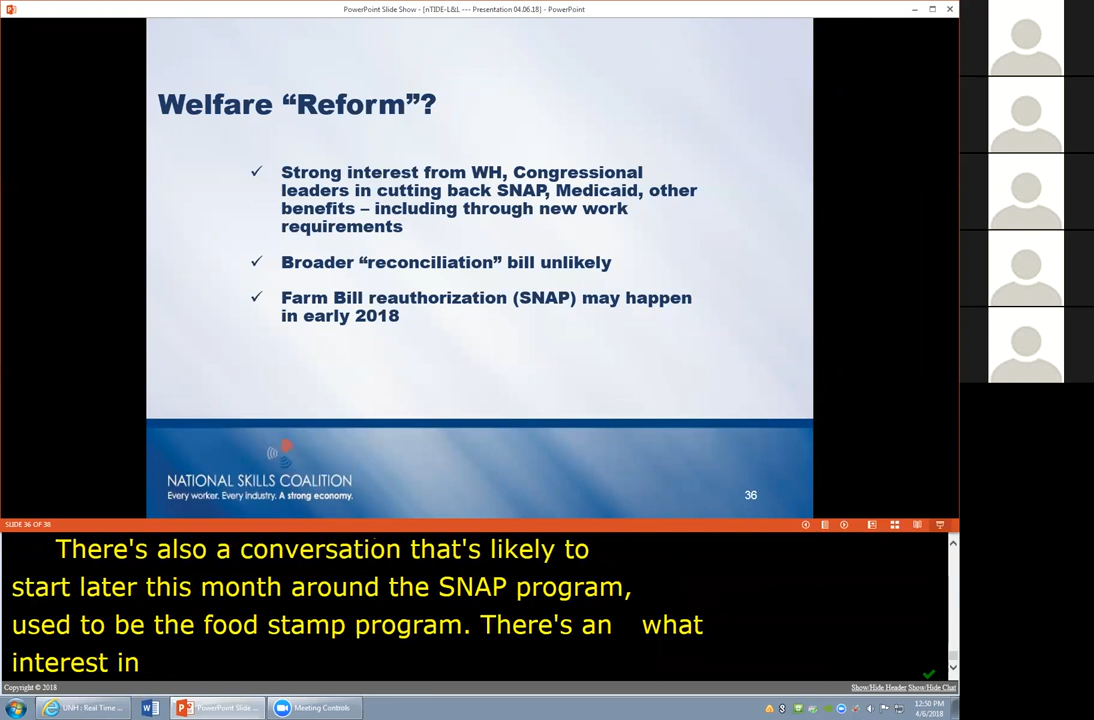 PowerPoint Slide Show - [nTIDE-L&L --- Presentation 04.06.18] - PowerPoint
Welfare “Reform”?
✓ Strong interest from WH, Congressional
leaders in cutting back SNAP, Medicaid, other
benefits – including through new work
requirements
✓ Broader “reconciliation” bill unlikely
✓ Farm Bill reauthorization (SNAP) may happen
in early 2018
NATIONAL SKILLS COALITION
Every worker. Every industry. A strong economy.
36
SLIDE 36 OF 38
There's also a conversation that's likely to
start later this month around the SNAP program,
used to be the food stamp program. There's an what
interest in
Copyright © 2018
Show/Hide Header Show/Hide Chat
UNH : Real Time ...
PowerPoint Slide ...
Meeting Controls
12:50 PM
4/6/2018